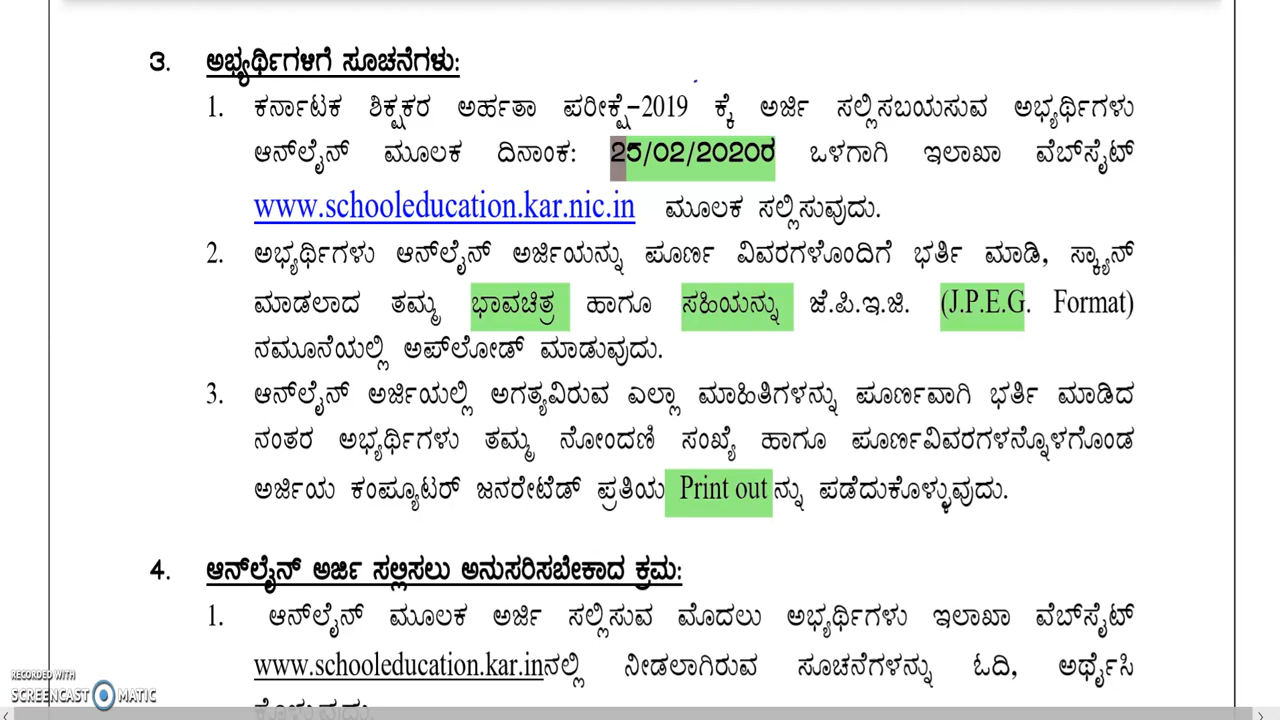 3. ಅಭ್ಯರ್ಥಿಗಳಿಗೆ ಸೂಚನೆಗಳು:
1. ಕರ್ನಾಟಕ ಶಿಕ್ಷಕರ ಅರ್ಹತಾ ಪರೀಕ್ಷೆ-2019 ಕ್ಕೆ ಅರ್ಜಿ ಸಲ್ಲಿಸಬಯಸುವ ಅಭ್ಯರ್ಥಿಗಳು
ಆನ್‌ಲೈನ್ ಮೂಲಕ ದಿನಾಂಕ: 25/02/2020ರ ಒಳಗಾಗಿ ಇಲಾಖಾ ವೆಬ್‌ಸೈಟ್
www.schooleducation.kar.nic.in ಮೂಲಕ ಸಲ್ಲಿಸುವುದು.
2. ಅಭ್ಯರ್ಥಿಗಳು ಆನ್‌ಲೈನ್ ಅರ್ಜಿಯನ್ನು ಪೂರ್ಣ ವಿವರಗಳೊಂದಿಗೆ ಭರ್ತಿ ಮಾಡಿ, ಸ್ಕ್ಯಾನ್
ಮಾಡಲಾದ ತಮ್ಮ ಭಾವಚಿತ್ರ ಹಾಗೂ ಸಹಿಯನ್ನು ಜೆ.ಪಿ.ಇ.ಜಿ. (J.P.E.G. Format)
ನಮೂನೆಯಲ್ಲಿ ಅಪ್‌ಲೋಡ್ ಮಾಡುವುದು.
3. ಆನ್‌ಲೈನ್ ಅರ್ಜಿಯಲ್ಲಿ ಅಗತ್ಯವಿರುವ ಎಲ್ಲಾ ಮಾಹಿತಿಗಳನ್ನು ಪೂರ್ಣವಾಗಿ ಭರ್ತಿ ಮಾಡಿದ
ನಂತರ ಅಭ್ಯರ್ಥಿಗಳು ತಮ್ಮ ನೋಂದಣಿ ಸಂಖ್ಯೆ ಹಾಗೂ ಪೂರ್ಣವಿವರಗಳನ್ನೊಳಗೊಂಡ
ಅರ್ಜಿಯ ಕಂಪ್ಯೂಟರ್ ಜನರೇಟೆಡ್ ಪ್ರತಿಯ Print out ನ್ನು ಪಡೆದುಕೊಳ್ಳುವುದು.
4. ಆನ್‌ಲೈನ್ ಅರ್ಜಿ ಸಲ್ಲಿಸಲು ಅನುಸರಿಸಬೇಕಾದ ಕ್ರಮ:
1. ಆನ್‌ಲೈನ್ ಮೂಲಕ ಅರ್ಜಿ ಸಲ್ಲಿಸುವ ಮೊದಲು ಅಭ್ಯರ್ಥಿಗಳು ಇಲಾಖಾ ವೆಬ್‌ಸೈಟ್
www.schooleducation.kar.inನಲ್ಲಿ ನೀಡಲಾಗಿರುವ ಸೂಚನೆಗಳನ್ನು ಓದಿ, ಅರ್ಥೈಸಿ
RECORDED WITH
SCREENCAST MATIC